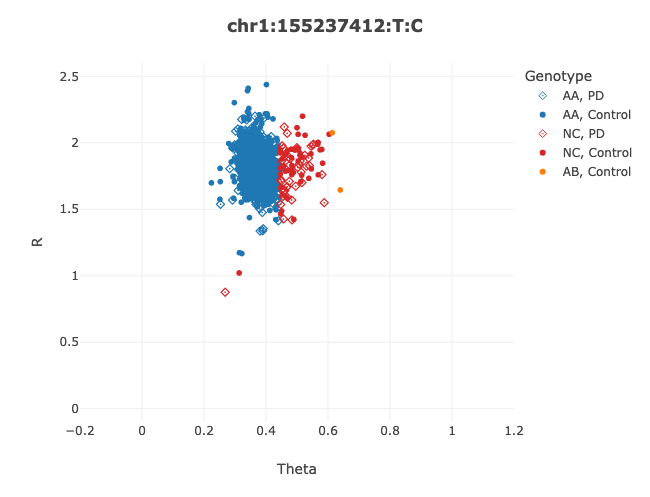 chr1:155237412:T:C
Genotype
AA, PD
AA, Control
NC, PD
NC, Control
AB, Control
2.5
2
1.5
1
0.5
0
R
−0.2 0 0.2 0.4 0.6 0.8 1 1.2
Theta